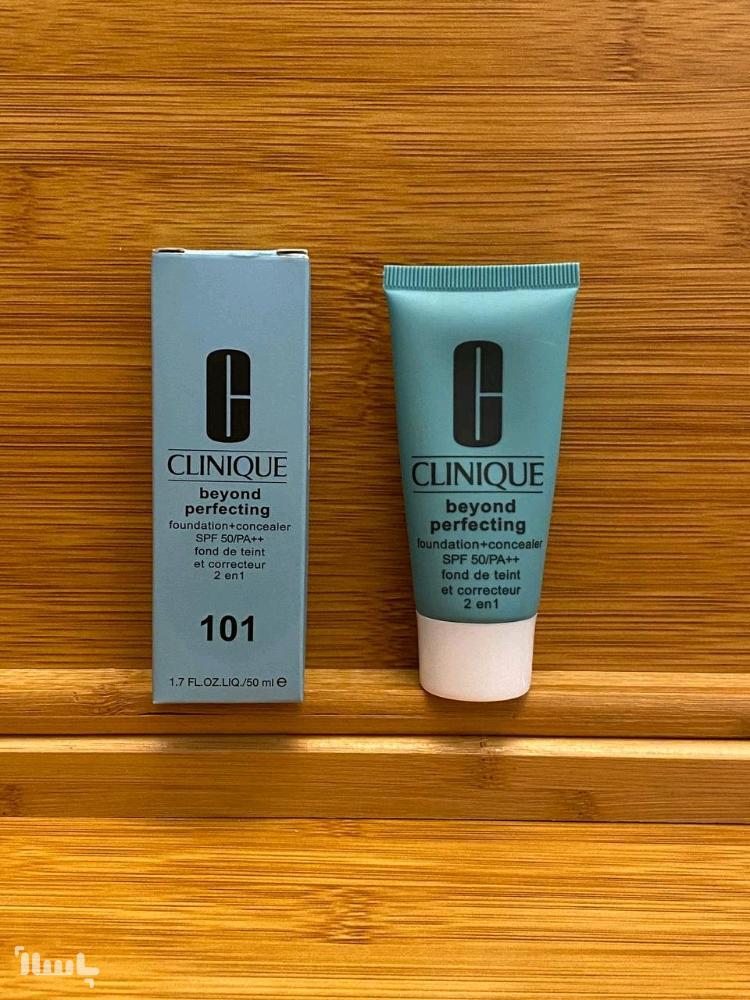 CLINIQUE
beyond
perfecting
foundation+concealer
SPF 50/PA++
fond de teint
et correcteur
2 en1
101
1.7 FL.OZ.LIQ./50 ml ℮
CLINIQUE
beyond
perfecting
foundation+concealer
SPF 50/PA++
fond de teint
et correcteur
2 en1
باسلام